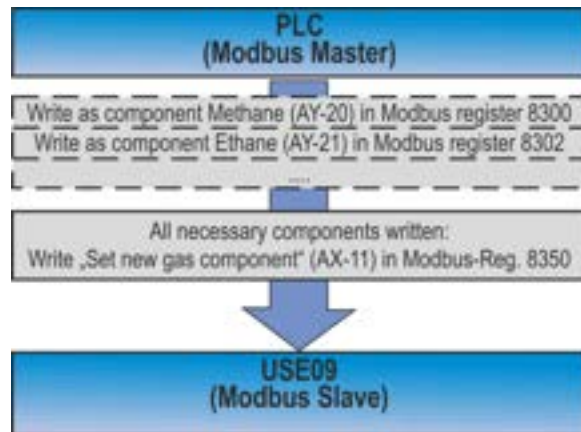 PLC
(Modbus Master)
Write as component Methane (AY-20) in Modbus register 8300
Write as component Ethane (AY-21) in Modbus register 8302
....
All necessary components written:
Write „Set new gas component“ (AX-11) in Modbus-Reg. 8350
USE09
(Modbus Slave)